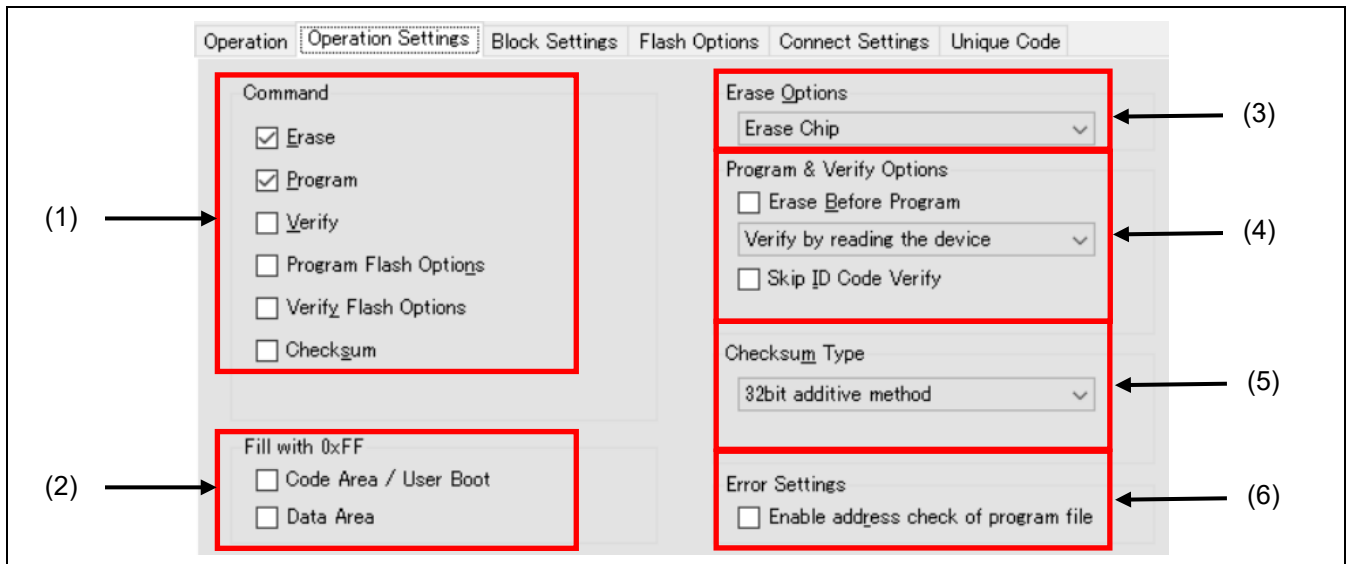 Operation Operation Settings Block Settings Flash Options Connect Settings Unique Code
(1)
Command
Erase
Program
Verify
Program Flash Options
Verify Flash Options
Checksum
(2)
Fill with 0xFF
Code Area / User Boot
Data Area
Erase Options
Erase Chip
(3)
Program & Verify Options
Erase Before Program
Verify by reading the device
Skip ID Code Verify
(4)
Checksum Type
32bit additive method
(5)
Error Settings
Enable address check of program file
(6)